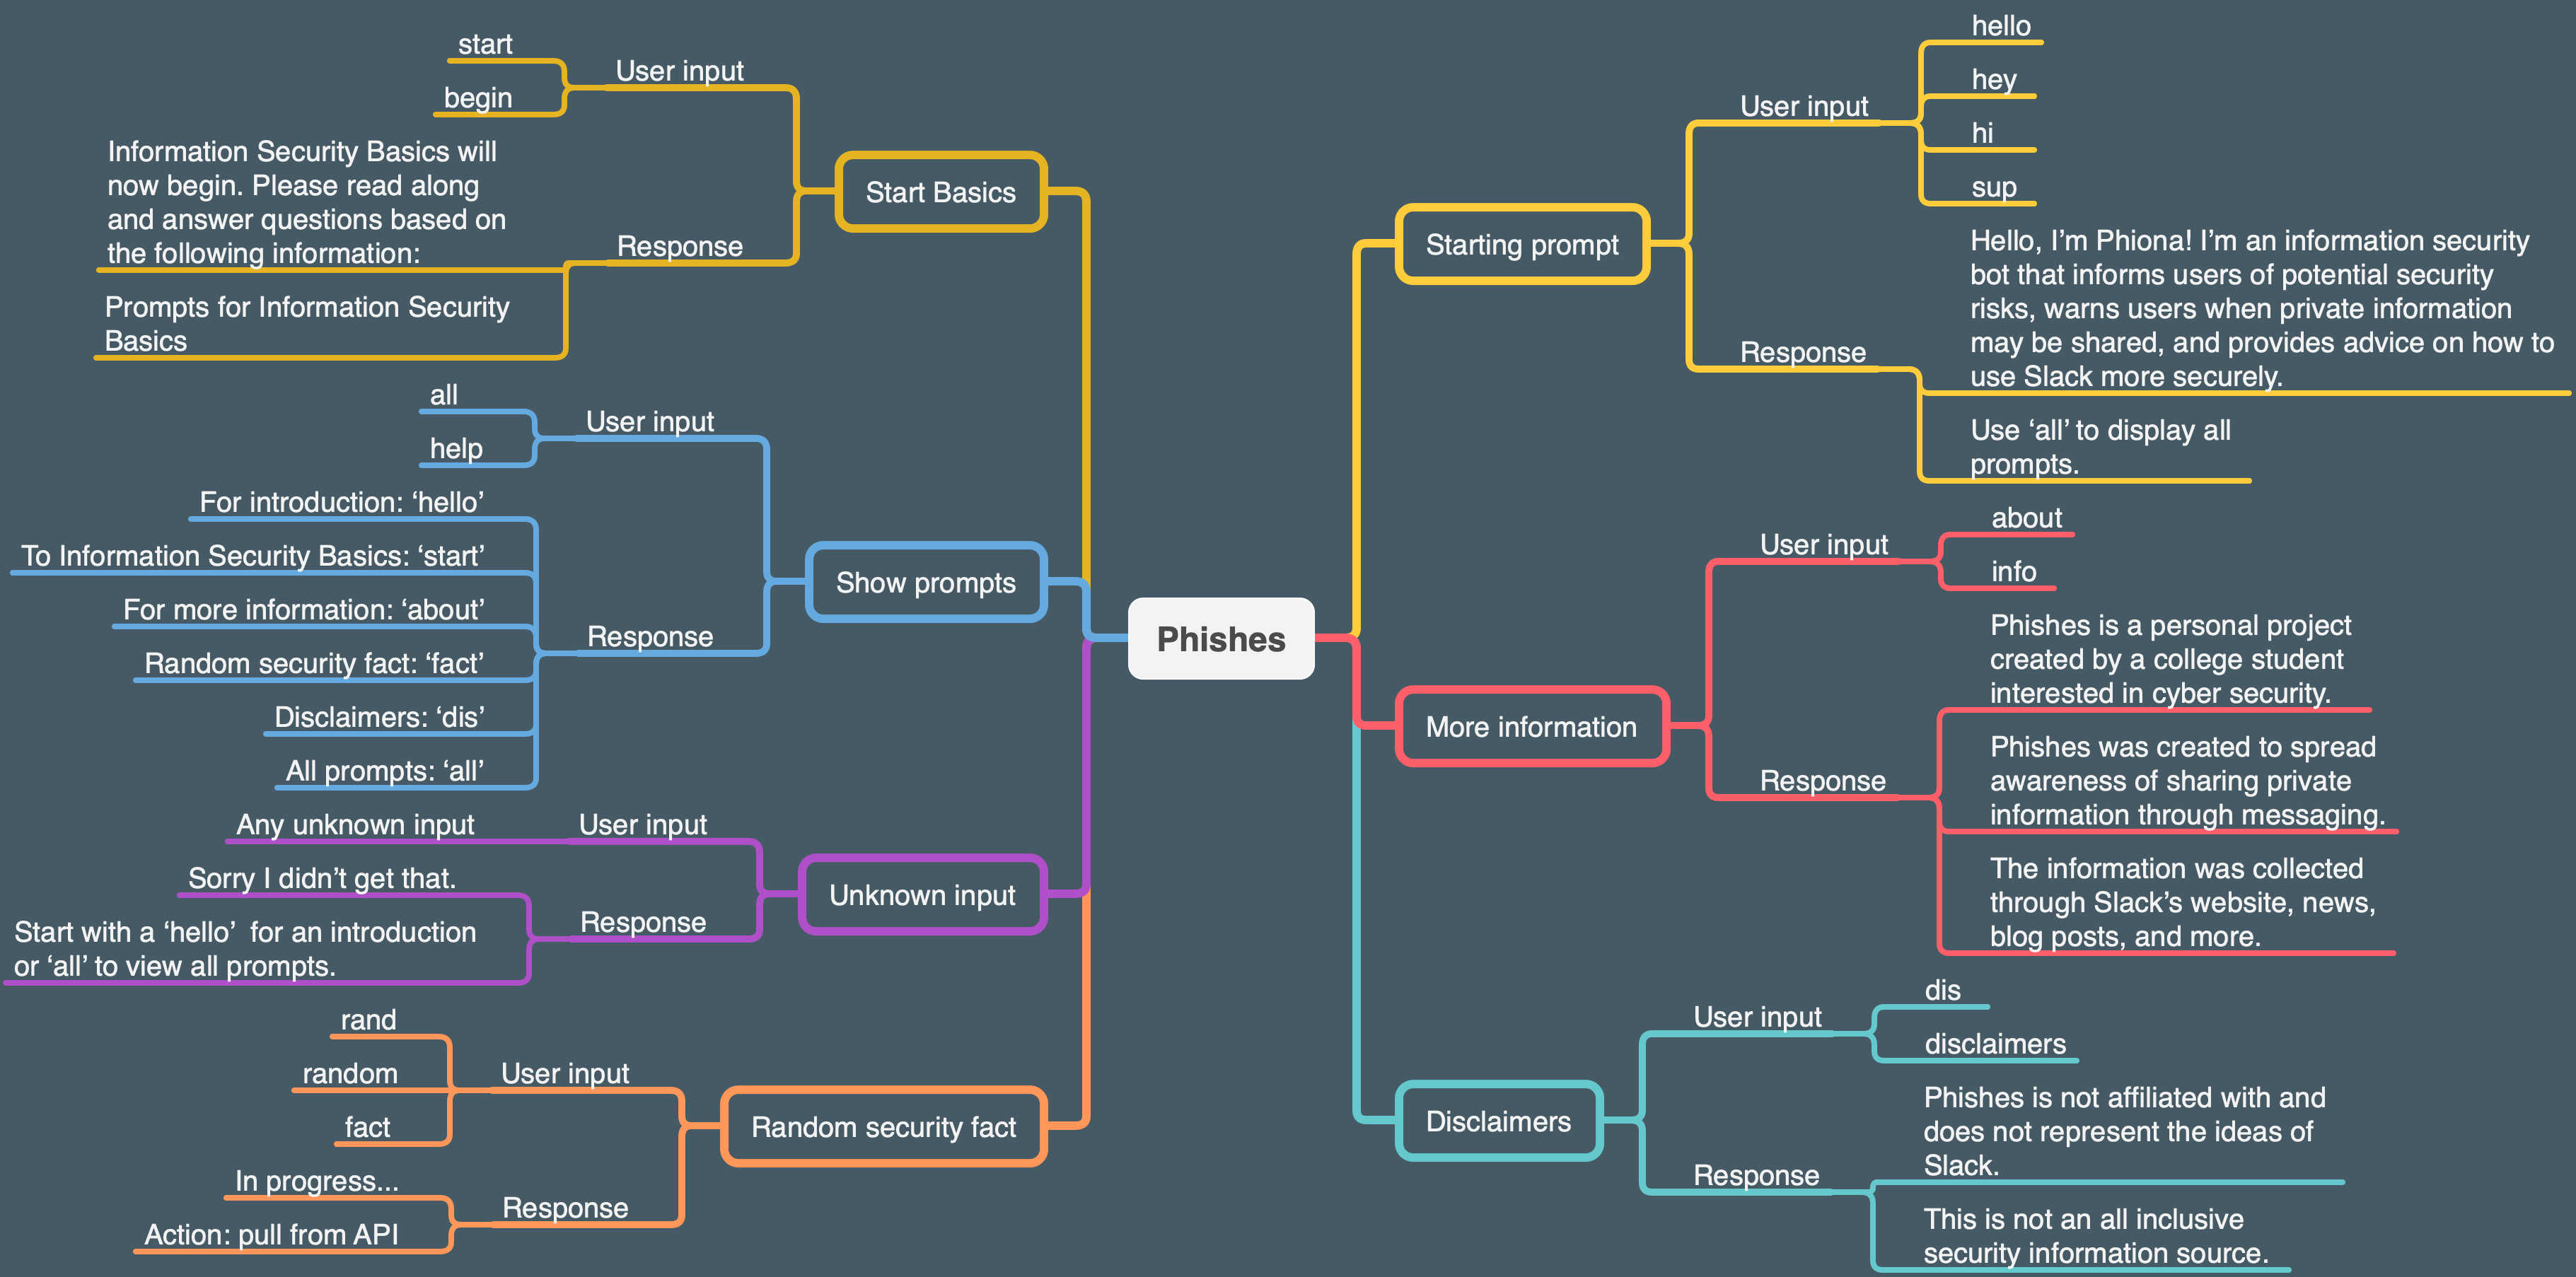 Phishes
Start Basics
User input
start
begin
Response
Information Security Basics will
now begin. Please read along
and answer questions based on
the following information:
Prompts for Information Security
Basics
Show prompts
User input
all
help
Response
For introduction: ‘hello’
To Information Security Basics: ‘start’
For more information: ‘about’
Random security fact: ‘fact’
Disclaimers: ‘dis’
All prompts: ‘all’
Unknown input
User input
Any unknown input
Response
Sorry I didn’t get that.
Start with a ‘hello’  for an introduction
or ‘all’ to view all prompts.
Random security fact
User input
rand
random
fact
Response
In progress...
Action: pull from API
Starting prompt
User input
hello
hey
hi
sup
Response
Hello, I’m Phiona! I’m an information security
bot that informs users of potential security
risks, warns users when private information
may be shared, and provides advice on how to
use Slack more securely.
Use ‘all’ to display all
prompts.
More information
User input
about
info
Response
Phishes is a personal project
created by a college student
interested in cyber security.
Phishes was created to spread
awareness of sharing private
information through messaging.
The information was collected
through Slack’s website, news,
blog posts, and more.
Disclaimers
User input
dis
disclaimers
Response
Phishes is not affiliated with and
does not represent the ideas of
Slack.
This is not an all inclusive
security information source.